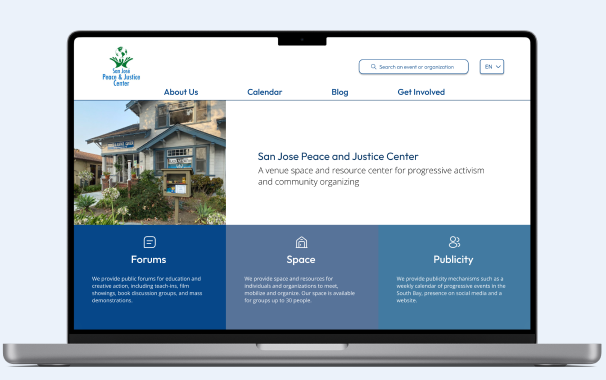 San José
Peace & Justice
Center
Search an event or organization
EN
About Us
Calendar
Blog
Get Involved
San Jose Peace and Justice Center
A venue space and resource center for progressive activism
and community organizing
Forums
We provide public forums for education and
creative action, including teach-ins, film
showings, book discussion groups, and mass
demonstrations.
Space
We provide space and resources for
individuals and organizations to meet,
mobilize and organize. Our space is available
for groups up to 30 people.
Publicity
We provide publicity mechanisms such as a
weekly calendar of progressive events in the
South Bay, presence on social media and a
website.